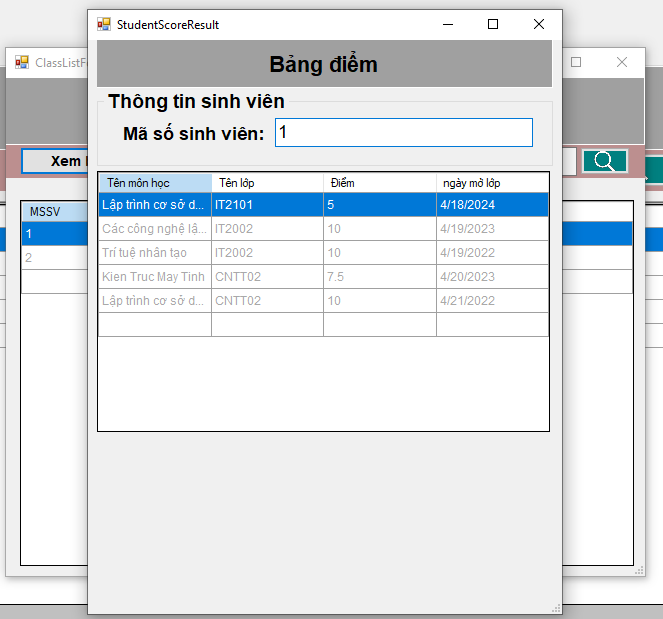 StudentScoreResult
ClassListF
Bảng điểm
Thông tin sinh viên
Mã số sinh viên: 1
Xem
MSSV
1
2
Tên môn học Tên lớp Điểm ngày mở lớp
Lập trình cơ sở d... IT2101 5 4/18/2024
Các công nghệ lậ... IT2002 10 4/19/2023
Trí tuệ nhân tạo IT2002 10 4/19/2022
Kien Truc May Tinh CNTT02 7.5 4/20/2023
Lập trình cơ sở d... CNTT02 10 4/21/2022